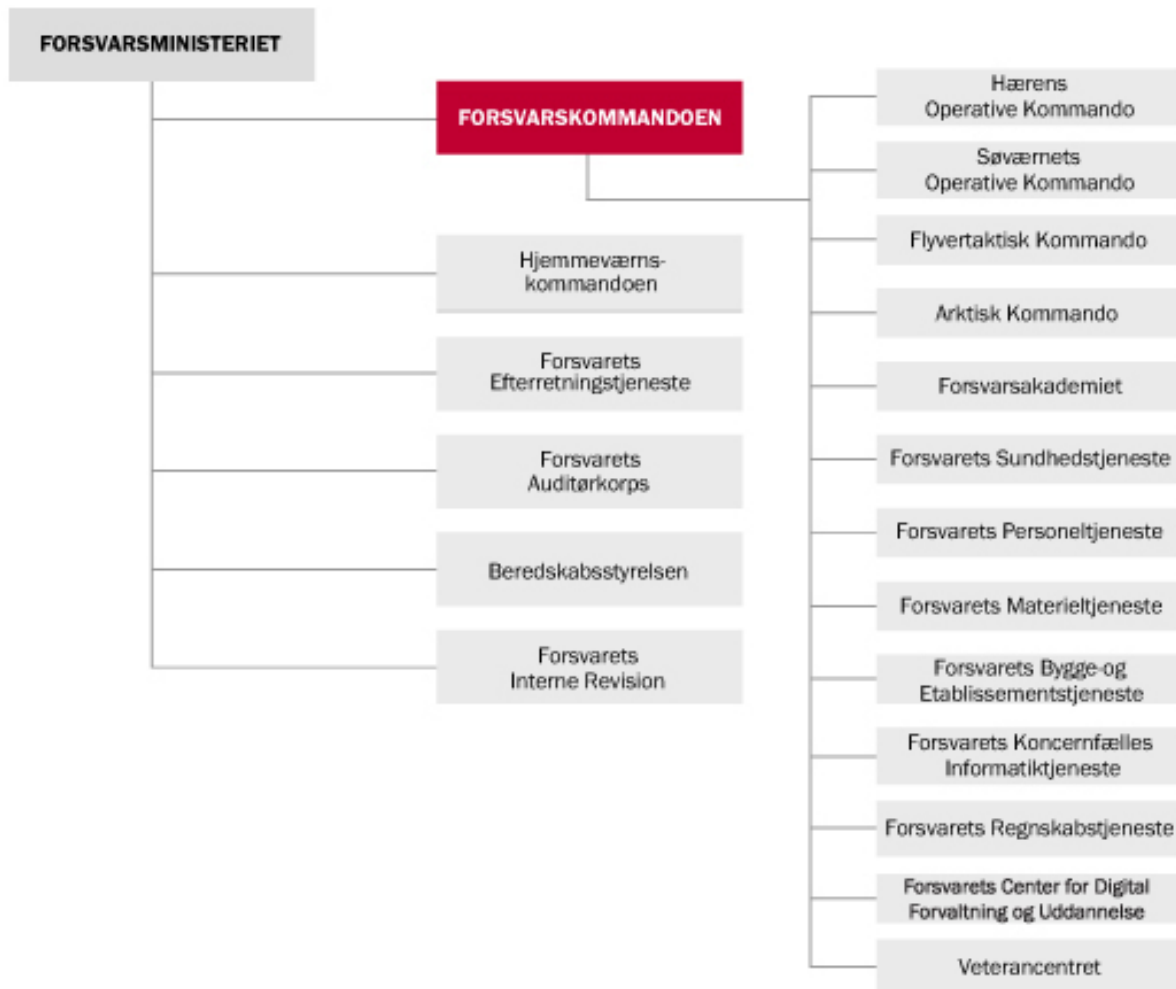 FORSVARSMINISTERIET
FORSVARSKOMMANDOEN
Hjemmeværns-
kommandoen
Forsvarets
Efterretningstjeneste
Forsvarets
Auditørkorps
Beredskabsstyrelsen
Forsvarets
Interne Revision
Hærens
Operative Kommando
Søværnets
Operative Kommando
Flyvertaktisk Kommando
Arktisk Kommando
Forsvarsakademiet
Forsvarets Sundhedstjeneste
Forsvarets Personeltjeneste
Forsvarets Materieltjeneste
Forsvarets Bygge-og
Etablissementstjeneste
Forsvarets Koncernfælles
Informatiktjeneste
Forsvarets Regnskabstjeneste
Forsvarets Center for Digital
Forvaltning og Uddannelse
Veterancentret